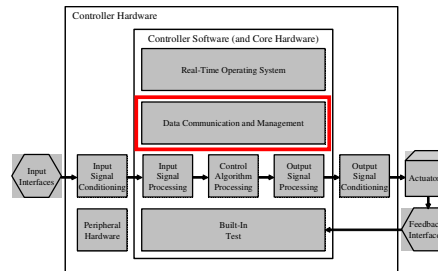 Controller Hardware
Controller Software (and Core Hardware)
Real-Time Operating System
Data Communication and Management
Input
Interfaces
Input
Signal
Conditioning
Input
Signal
Processing
Control
Algorithm
Processing
Output
Signal
Processing
Output
Signal
Conditioning
Actuator
Peripheral
Hardware
Built-In
Test
Feedback
Interface